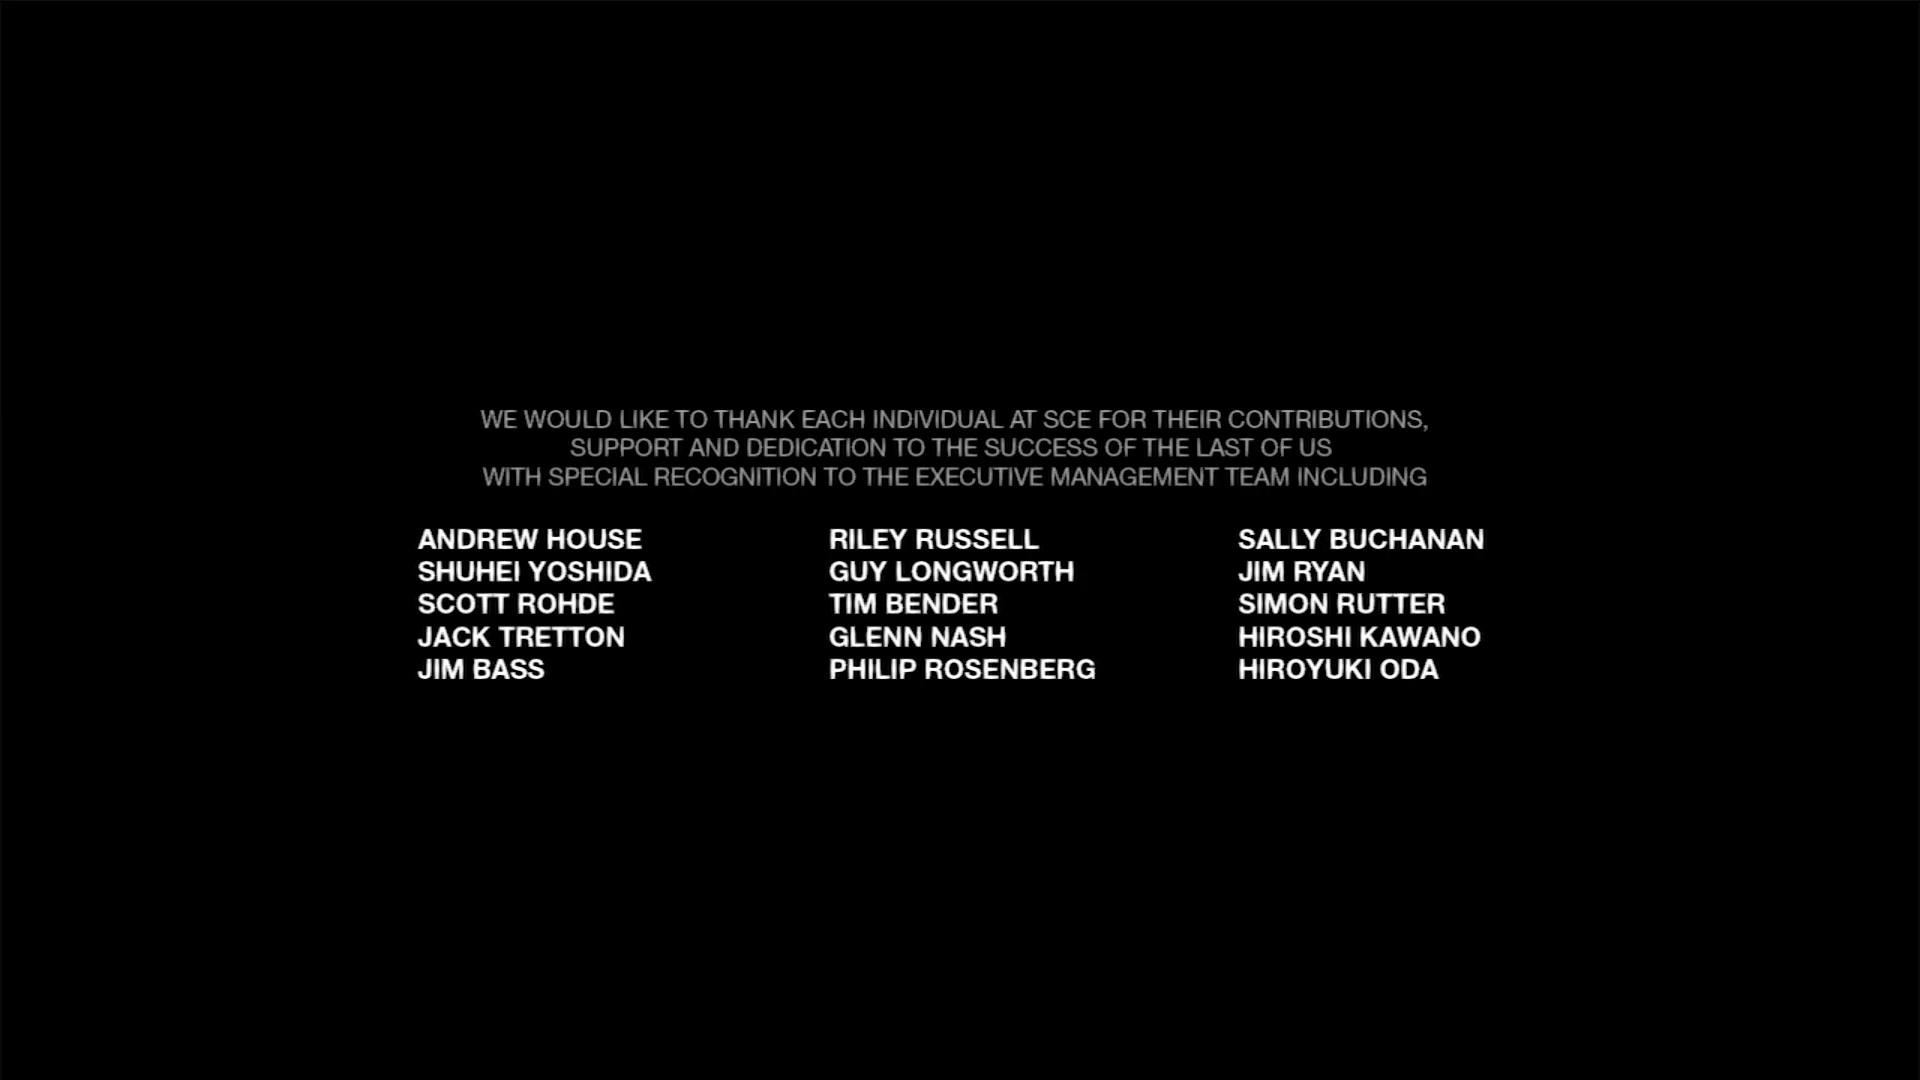 WE WOULD LIKE TO THANK EACH INDIVIDUAL AT SCE FOR THEIR CONTRIBUTIONS,
SUPPORT AND DEDICATION TO THE SUCCESS OF THE LAST OF US
WITH SPECIAL RECOGNITION TO THE EXECUTIVE MANAGEMENT TEAM INCLUDING
ANDREW HOUSE
SHUHEI YOSHIDA
SCOTT ROHDE
JACK TRETTON
JIM BASS
RILEY RUSSELL
GUY LONGWORTH
TIM BENDER
GLENN NASH
PHILIP ROSENBERG
SALLY BUCHANAN
JIM RYAN
SIMON RUTTER
HIROSHI KAWANO
HIROYUKI ODA